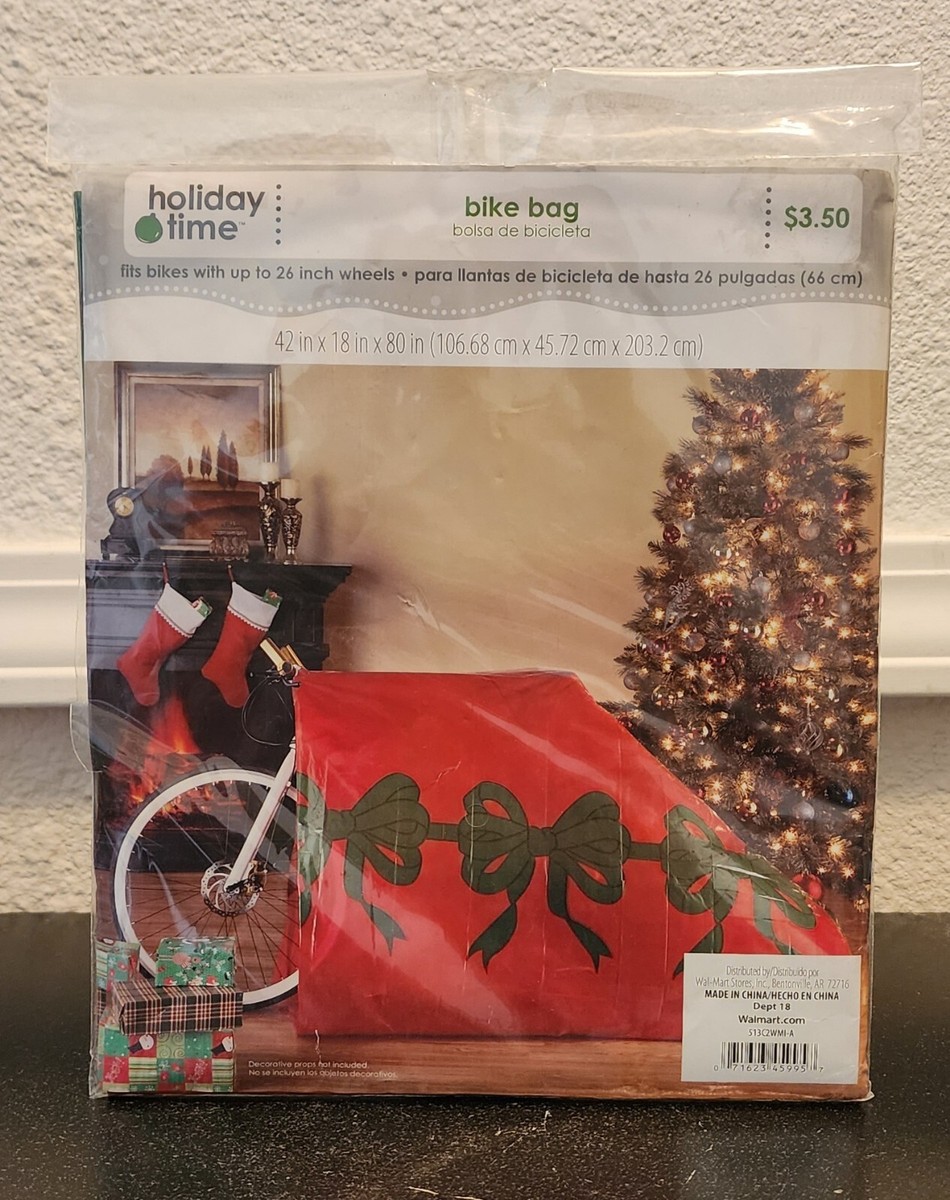 holiday time™
bike bag
bolsa de bicicleta
$3.50
fits bikes with up to 26 inch wheels • para llantas de bicicleta de hasta 26 pulgadas (66 cm)
42 in x 18 in x 80 in (106.68 cm x 45.72 cm x 203.2 cm)
Distributed by/Distribuido por
Wal-Mart Stores, Inc., Bentonville, AR 72716
MADE IN CHINA/HECHO EN CHINA
Dept 18
Walmart.com
S13C2WMI-A
0 71623 45995 7
Decorative props not included.
No se incluyen los objetos decorativos.